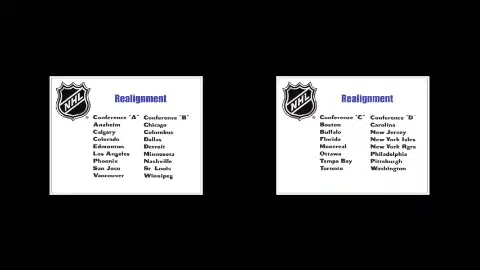 NHL
Realignment
Conference "A" Conference "B"
Anaheim Chicago
Calgary Columbus
Colorado Dallas
Edmonton Detroit
Los Angeles Minnesota
Phoenix Nashville
San Jose St. Louis
Vancouver Winnipeg
NHL
Realignment
Conference "C" Conference "D"
Boston Carolina
Buffalo New Jersey
Florida New York Isles
Montreal New York Rgrs
Ottawa Philadelphia
Tampa Bay Pittsburgh
Toronto Washington